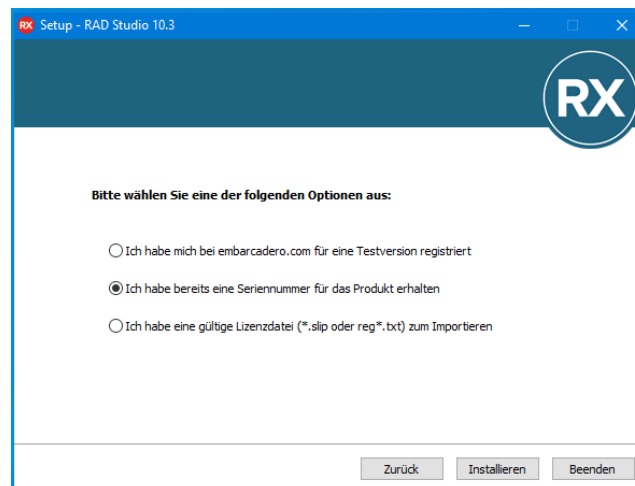 RX Setup - RAD Studio 10.3
RX
Bitte wählen Sie eine der folgenden Optionen aus:
Ich habe mich bei embarcadero.com für eine Testversion registriert
Ich habe bereits eine Seriennummer für das Produkt erhalten
Ich habe eine gültige Lizenzdatei (*.slip oder reg*.txt) zum Importieren
Zurück Installieren Beenden